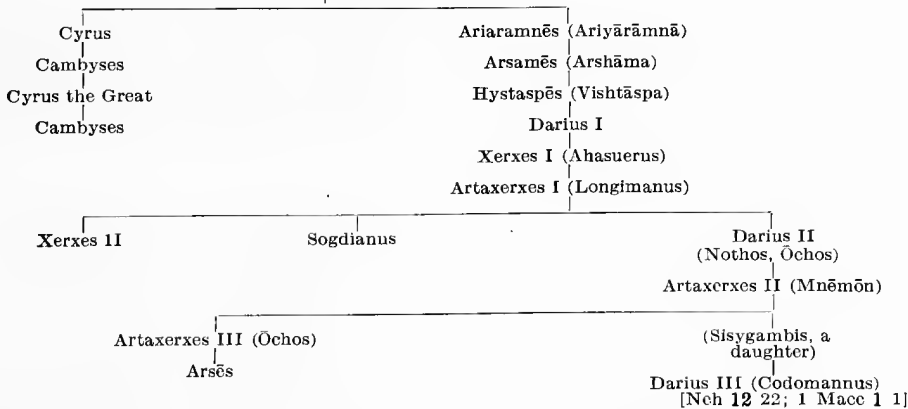 Cyrus
Cambyses
Cyrus the Great
Cambyses
Ariaramnēs (Ariyārāmnā)
Arsamēs (Arshāma)
Hystaspēs (Vishtāspa)
Darius I
Xerxes I (Ahasuerus)
Artaxerxes I (Longimanus)
Xerxes II
Sogdianus
Darius II
(Nothos, Ōchos)
Artaxerxes II (Mnēmōn)
Artaxerxes III (Ōchos)
Arsēs
(Sisygambis, a
daughter)
Darius III (Codomannus)
[Neh 12 22; 1 Macc 1 1]